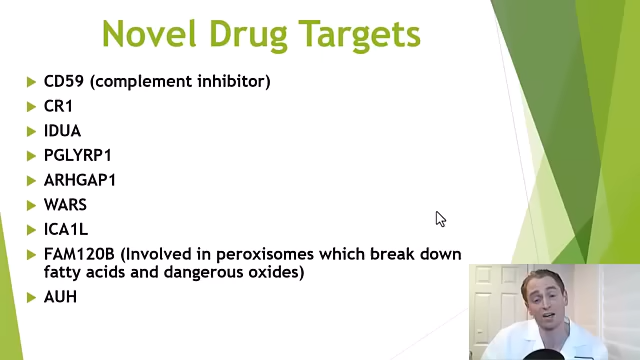 Novel Drug Targets
CD59 (complement inhibitor)
CR1
IDUA
PGLYRP1
ARHGAP1
WARS
ICA1L
FAM120B (Involved in peroxisomes which break down
fatty acids and dangerous oxides)
AUH